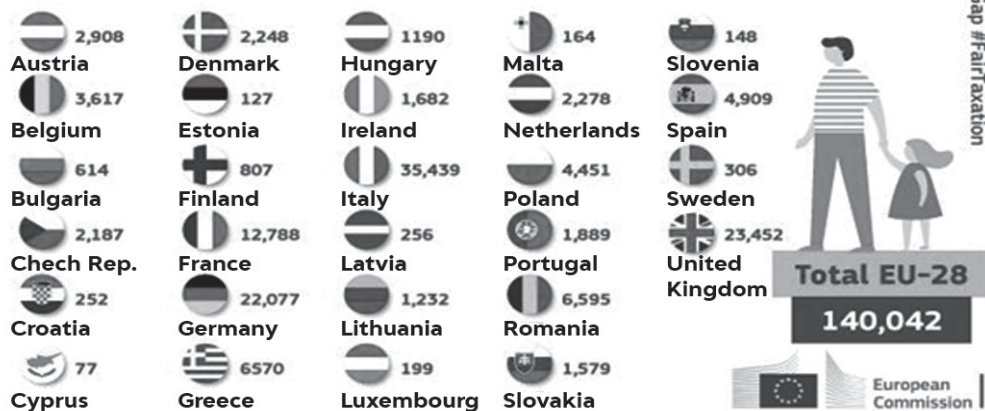 2,908
Austria
3,617
Belgium
614
Bulgaria
2,187
Chech Rep.
252
Croatia
77
Cyprus
2,248
Denmark
127
Estonia
807
Finland
12,788
France
22,077
Germany
6570
Greece
1190
Hungary
1,682
Ireland
35,439
Italy
256
Latvia
1,232
Lithuania
199
Luxembourg
164
Malta
2,278
Netherlands
4,451
Poland
1,889
Portugal
6,595
Romania
1,579
Slovakia
148
Slovenia
4,909
Spain
306
Sweden
23,452
United
Kingdom
#FairTaxation
Total EU-28
140,042
European
Commission